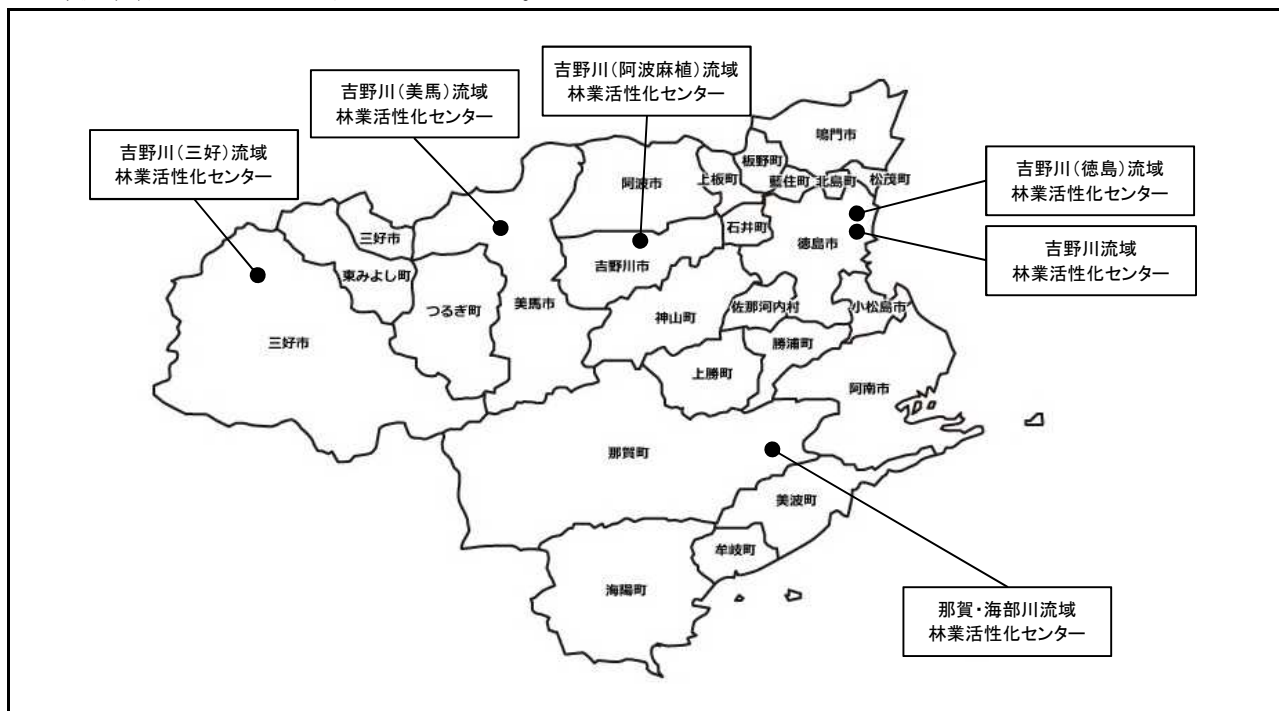 吉野川(阿波麻植)流域
林業活性化センター
吉野川(美馬)流域
林業活性化センター
吉野川(三好)流域
林業活性化センター
吉野川(徳島)流域
林業活性化センター
吉野川流域
林業活性化センター
鳴門市
板野町
上板町
藍住町
北島町
松茂町
阿波市
石井町
徳島市
三好市
吉野川市
東みよし町
つるぎ町
美馬市
神山町
佐那河内村
小松島市
三好市
勝浦町
上勝町
阿南市
那賀町
美波町
牟岐町
海陽町
那賀・海部川流域
林業活性化センター